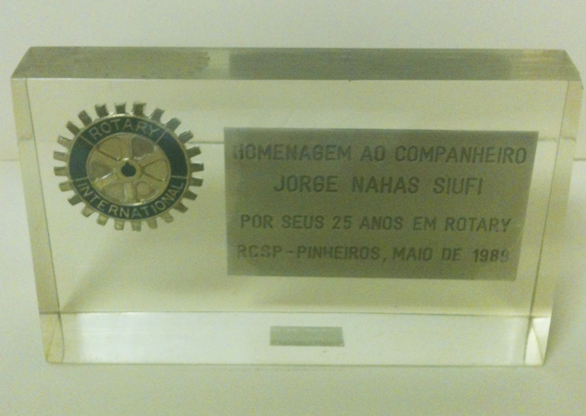 ROTARY
INTERNATIONAL
HOMENAGEM AO COMPANHEIRO
JORGE NAHAS SIUFI
POR SEUS 25 ANOS EM ROTARY
RCSP-PINHEIROS, MAIO DE 1989